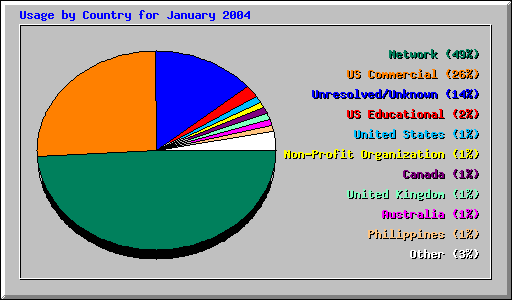 Usage by Country for January 2004
Network (49%)
US Commercial (26%)
Unresolved/Unknown (14%)
US Educational (2%)
United States (1%)
Non-Profit Organization (1%)
Canada (1%)
United Kingdom (1%)
Australia (1%)
Philippines (1%)
Other (3%)